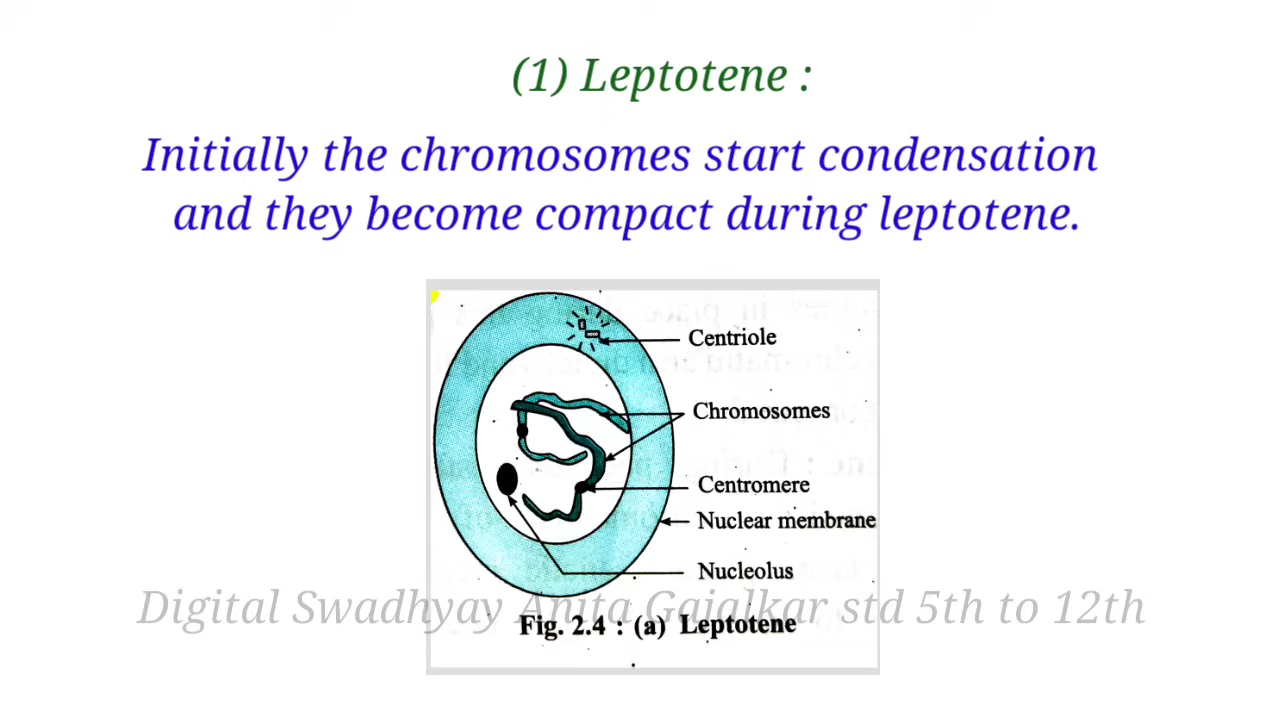 (1) Leptotene :
Initially the chromosomes start condensation
and they become compact during leptotene.
Centriole
Chromosomes
Centromere
Nuclear membrane
Nucleolus
Digital Swadhyay Anita Gajalkar std 5th to 12th
Fig. 2.4 : (a) Leptotene